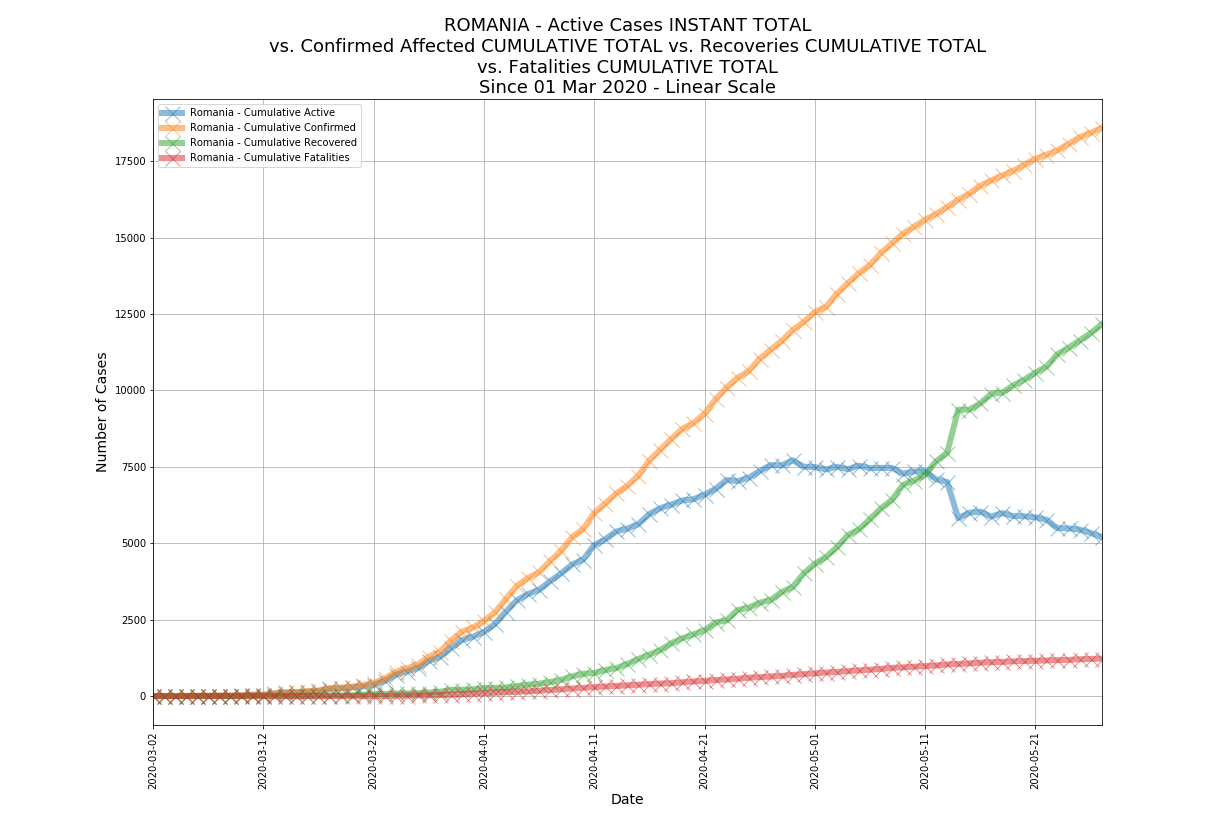 ROMANIA - Active Cases INSTANT TOTAL
vs. Confirmed Affected CUMULATIVE TOTAL vs. Recoveries CUMULATIVE TOTAL
vs. Fatalities CUMULATIVE TOTAL
Since 01 Mar 2020 - Linear Scale
Romania - Cumulative Active
Romania - Cumulative Confirmed
Romania - Cumulative Recovered
Romania - Cumulative Fatalities
17500
15000
12500
10000
7500
5000
2500
0
Number of Cases
2020-03-02
2020-03-12
2020-03-22
2020-04-01
2020-04-11
2020-04-21
2020-05-01
2020-05-11
2020-05-21
Date